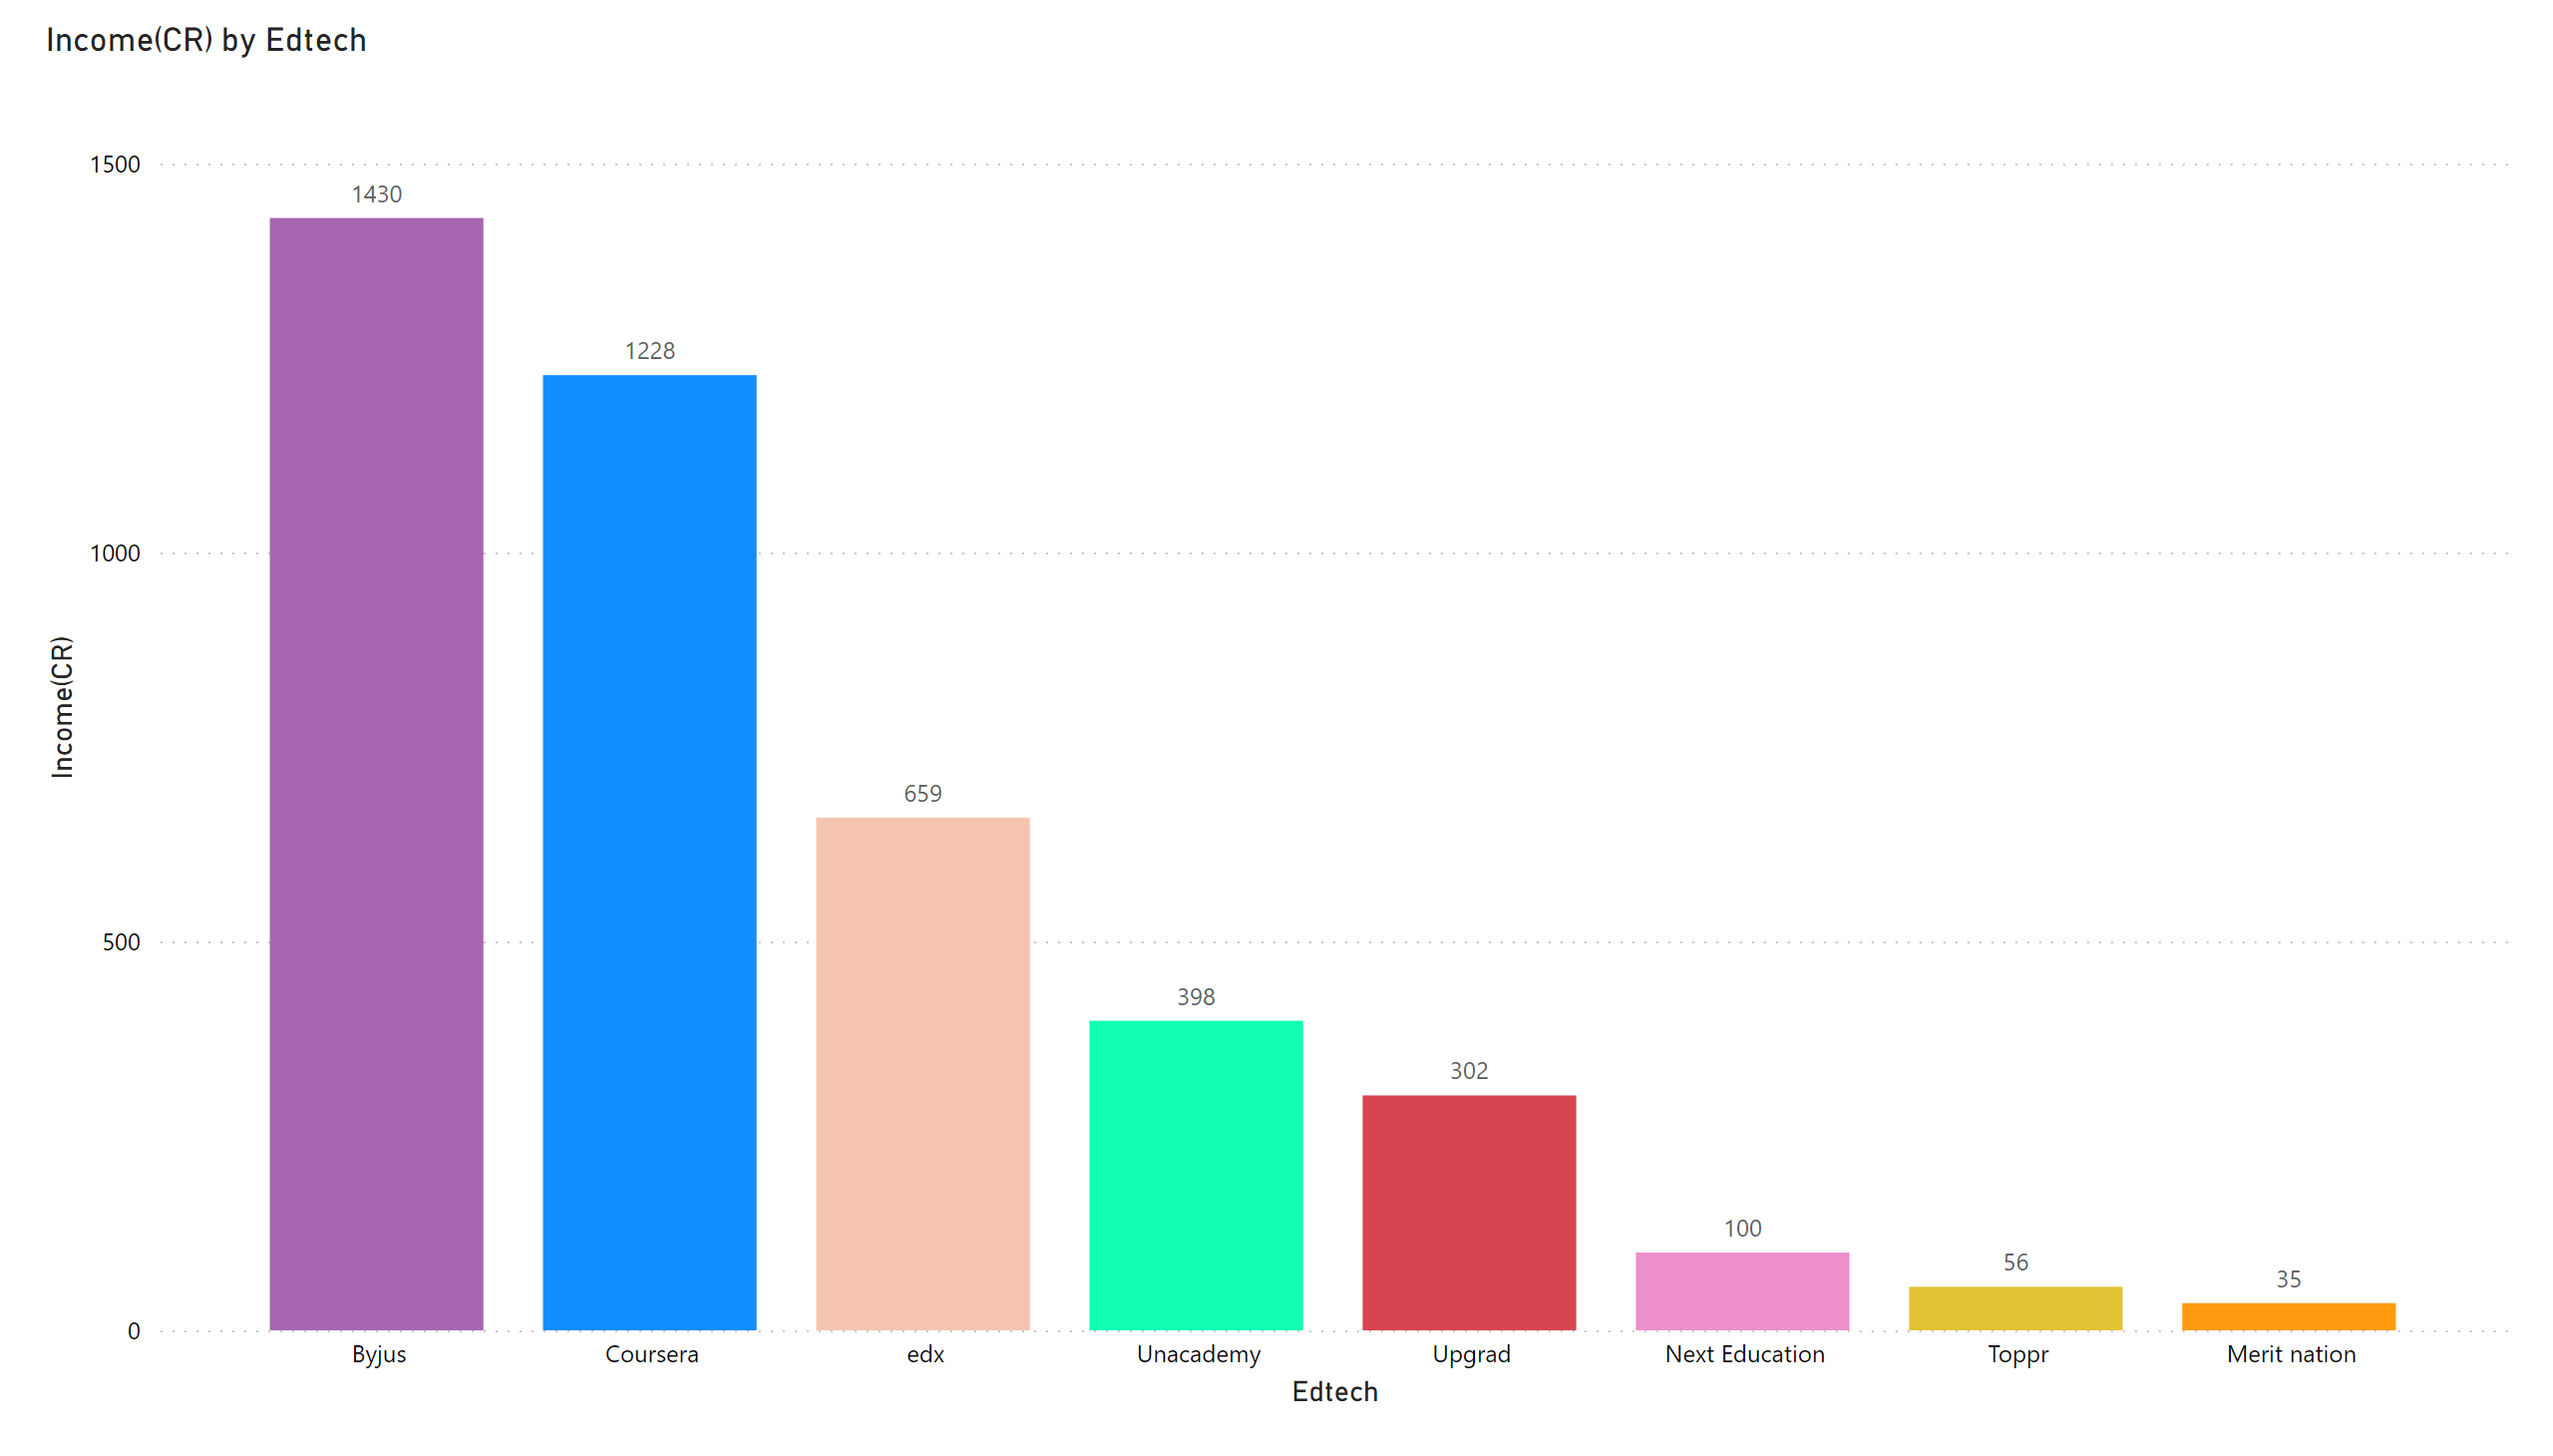 Income(CR) by Edtech
1500
1000
500
0
Income(CR)
1430
1228
659
398
302
100
56
35
Byjus
Coursera
edx
Unacademy
Upgrad
Next Education
Toppr
Merit nation
Edtech